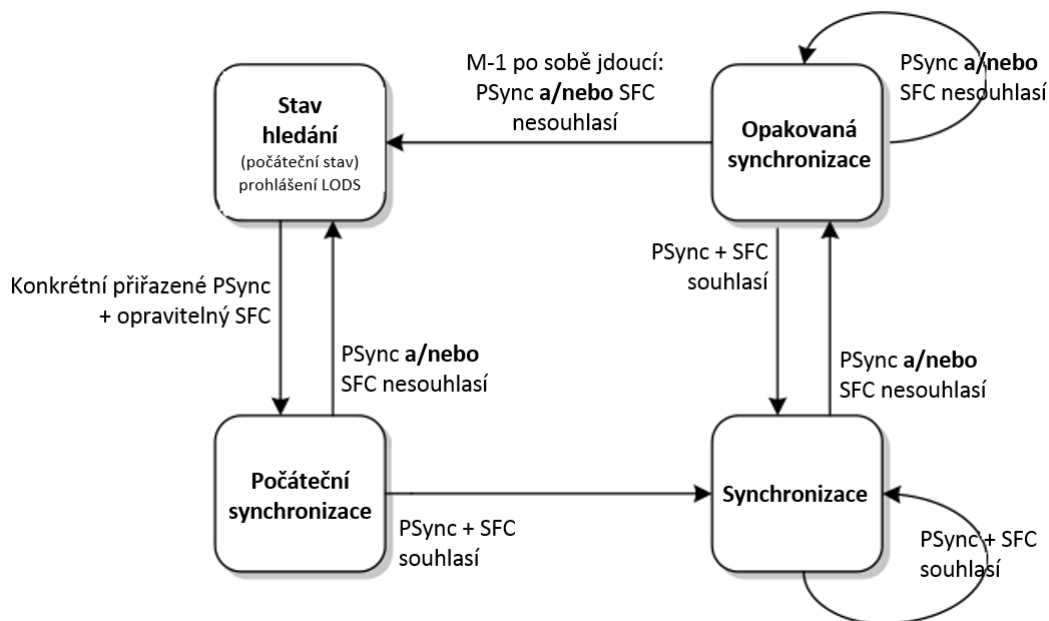 Stav
hledání
(počáteční stav)
prohlášení LODS
M-1 po sobě jdoucí:
PSync a/nebo SFC
nesouhlasí
Opakovaná
synchronizace
PSync a/nebo
SFC nesouhlasí
Konkrétní přiřazené PSync
+ opravitelný SFC
PSync a/nebo
SFC nesouhlasí
PSync + SFC
souhlasí
PSync a/nebo
SFC nesouhlasí
Počáteční
synchronizace
PSync + SFC
souhlasí
Synchronizace
PSync + SFC
souhlasí